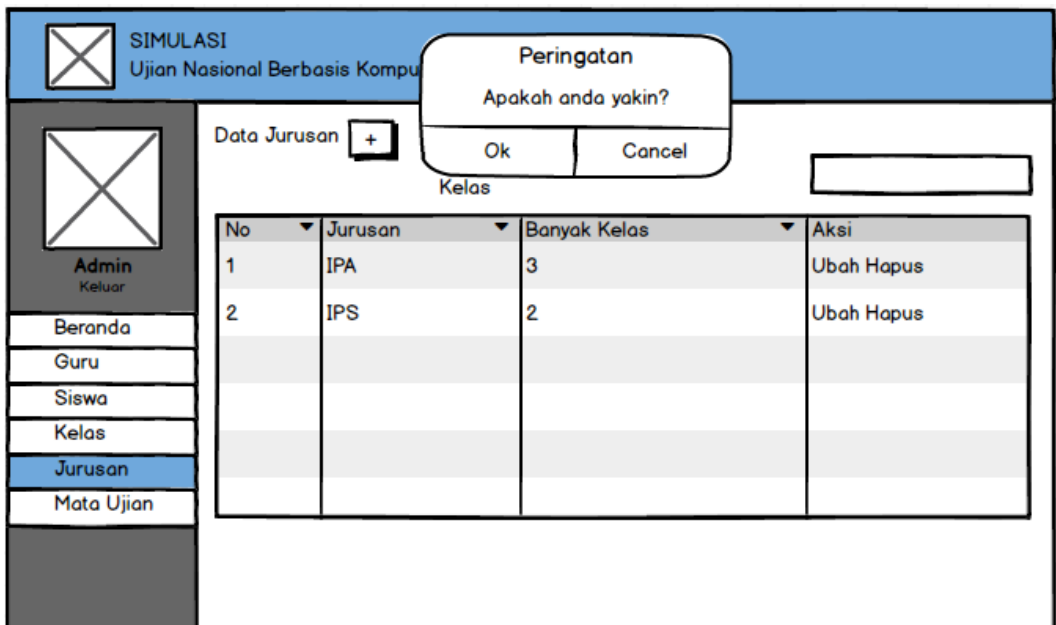 SIMULASI
Ujian Nasional Berbasis Kompu
Peringatan
Apakah anda yakin?
Ok Cancel
Data Jurusan +
Kelas
Admin
Keluar
Beranda
Guru
Siswa
Kelas
Jurusan
Mata Ujian
No Jurusan Banyak Kelas Aksi
1 IPA 3 Ubah Hapus
2 IPS 2 Ubah Hapus